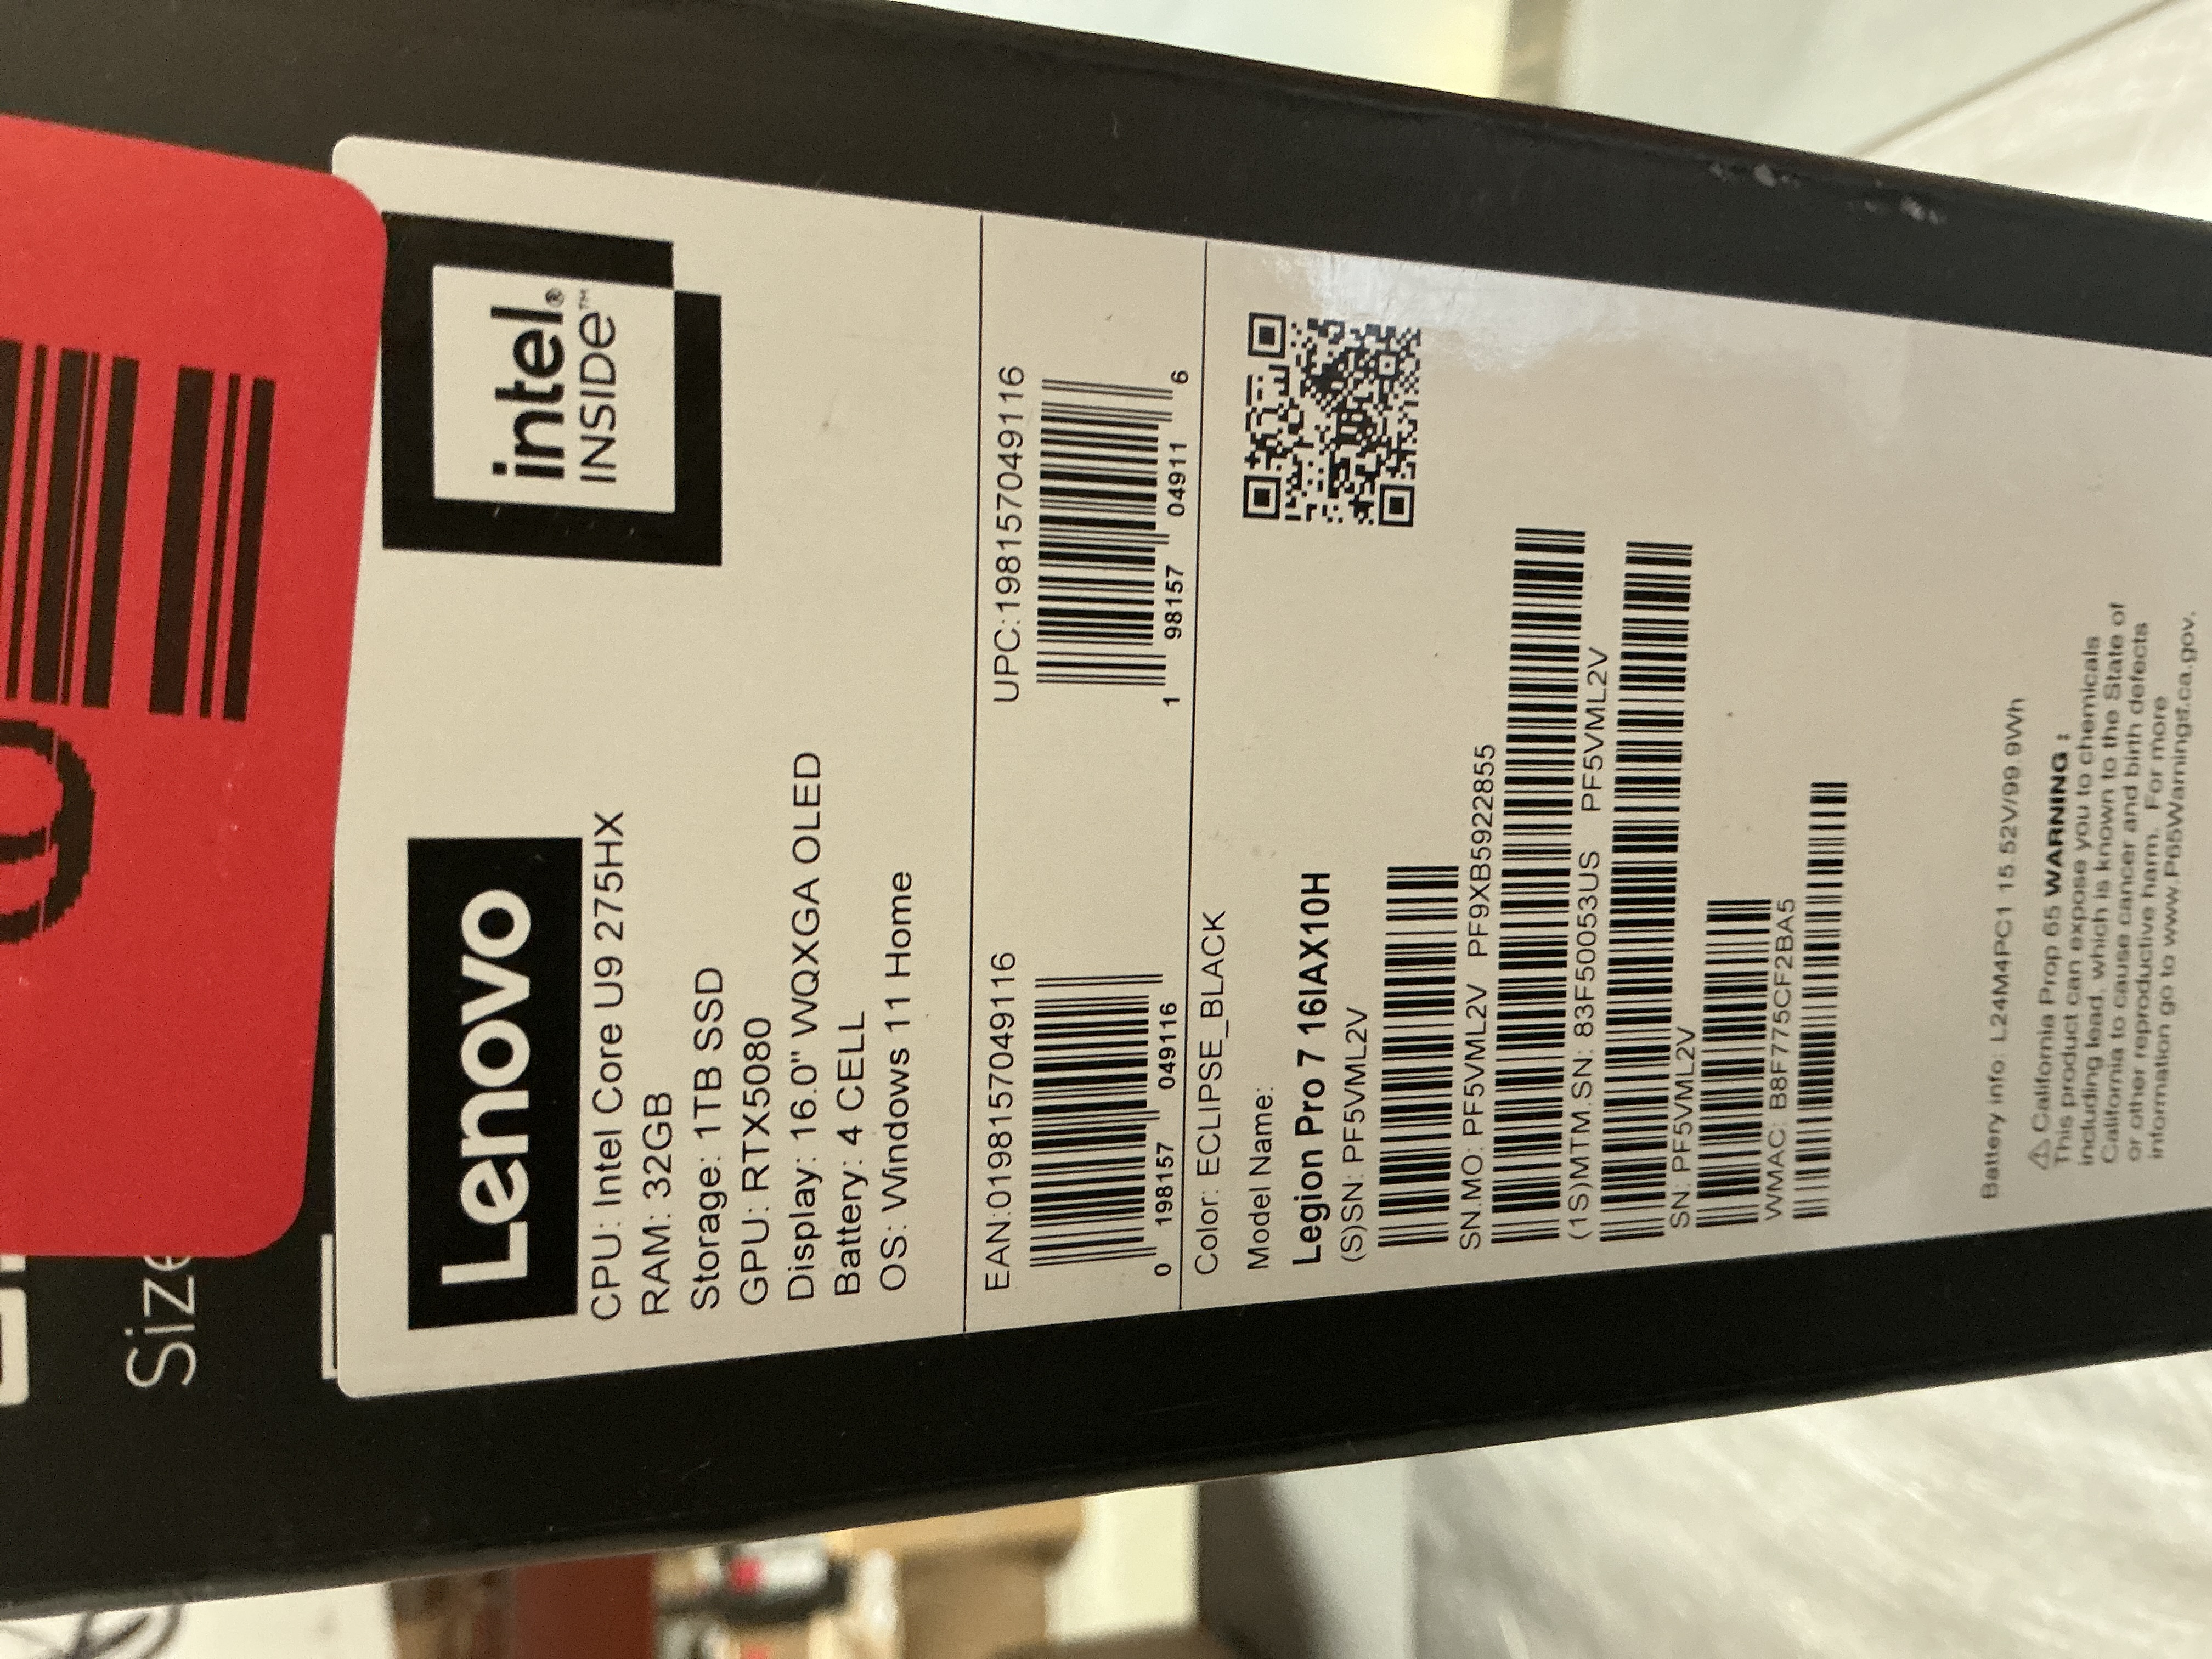 Size
Lenovo
intel®
INSIDE™
CPU: Intel Core U9 275HX
RAM: 32GB
Storage: 1TB SSD
GPU: RTX5080
Display: 16.0" WQXGA OLED
Battery: 4 CELL
OS: Windows 11 Home
EAN:0198157049116
0 198157 049116
UPC:198157049116
1 98157 04911 6
Color: ECLIPSE_BLACK
Model Name:
Legion Pro 7 16IAX10H
(S)SN: PF5VML2V
SN.MO: PF5VML2V PF9XB5922855
(1S)MTM.SN: 83F50053US PF5VML2V
SN: PF5VML2V
WMAC: B8F775CF2BA5
Battery info: L24M4PC1 15.52V/99.9Wh
⚠ California Prop 65 WARNING :
This product can expose you to chemicals
including lead, which is known to the State of
California to cause cancer and birth defects
or other reproductive harm. For more
information go to www.P65Warnings.ca.gov.